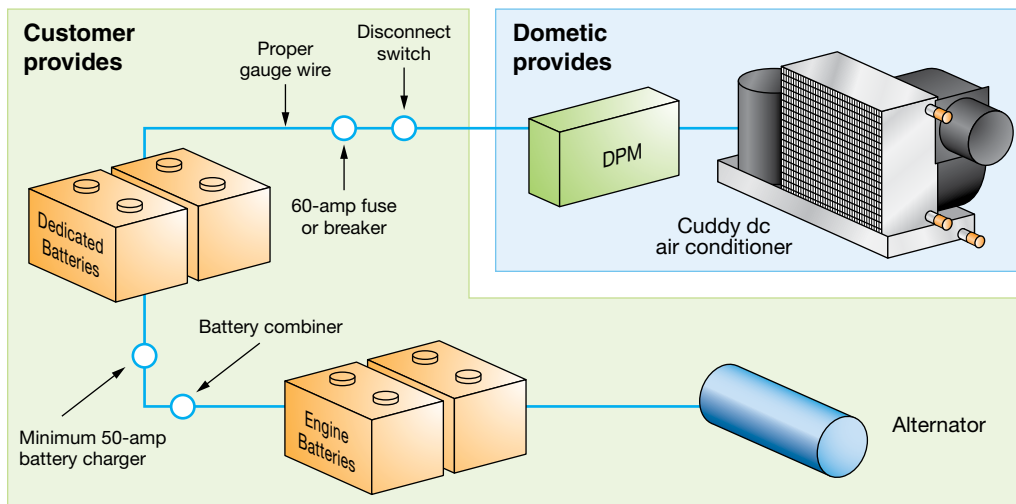 Customer
provides
Proper
gauge wire
Disconnect
switch
Dometic
provides
DPM
60-amp fuse
or breaker
Cuddy dc
air conditioner
Dedicated
Batteries
Battery combiner
Minimum 50-amp
battery charger
Engine
Batteries
Alternator